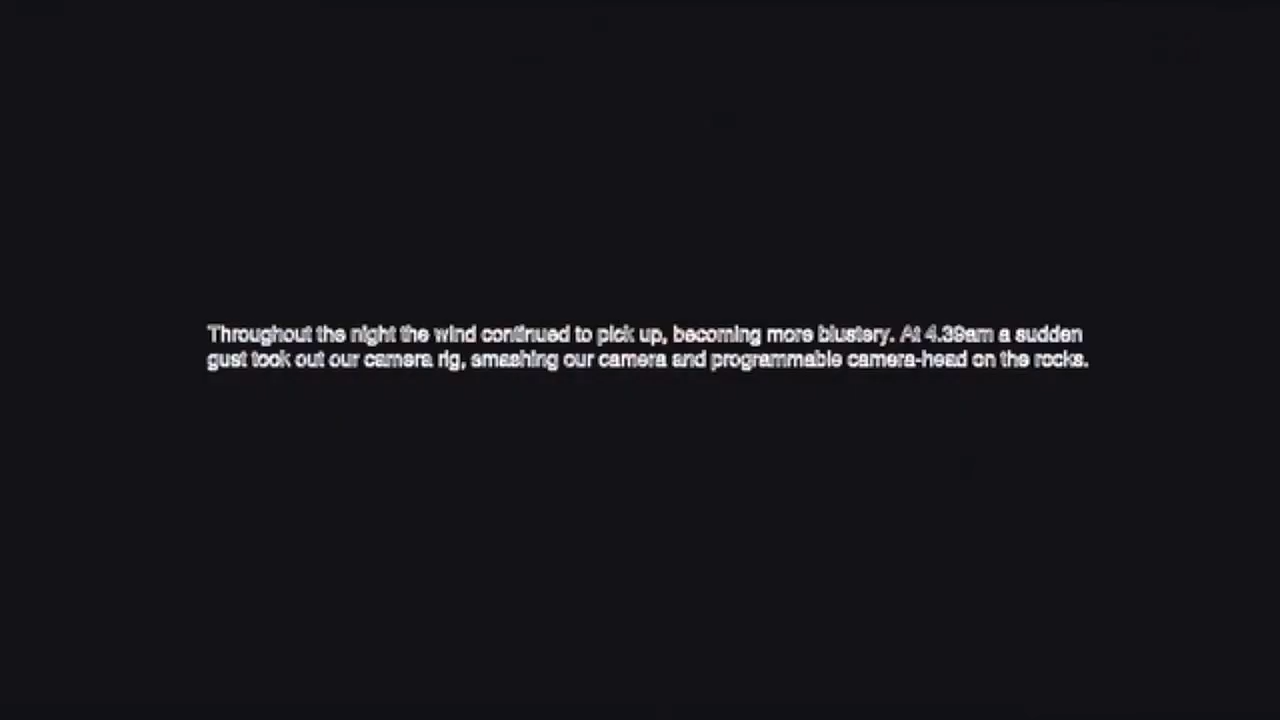 Throughout the night the wind continued to pick up, becoming more blustery. At 4.39am a sudden
gust took out our camera rig, smashing our camera and programmable camera-head on the rocks.